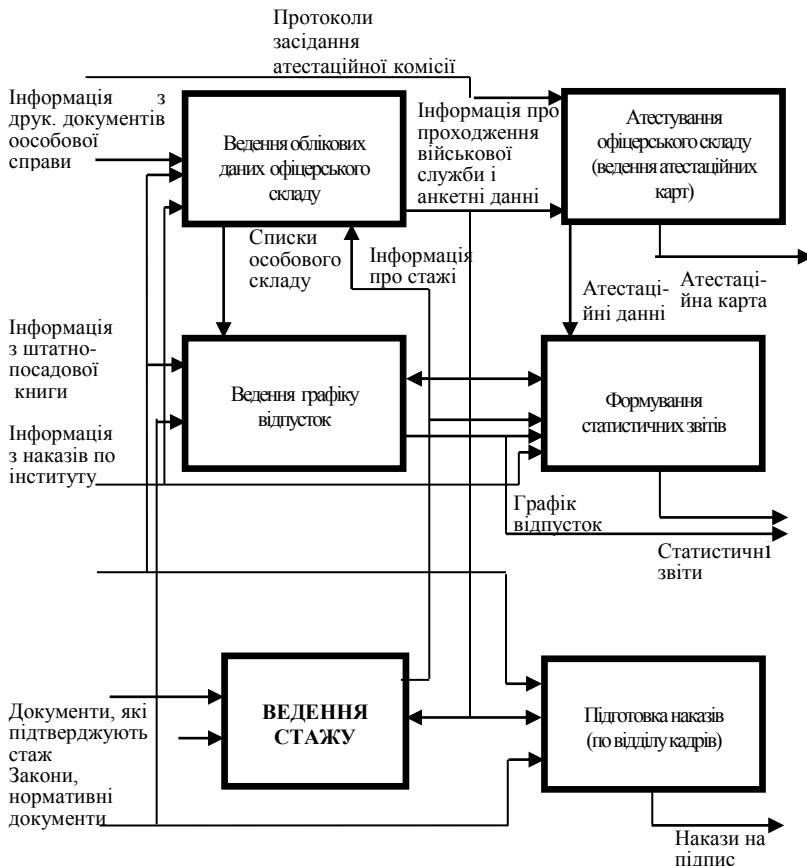 Протоколи
засідання
атестаційної комісії
Інформація з
друк. документів
оособової
справи
Ведення облікових
даних офіцерського
складу
Інформація про
проходження
військової
служби і
анкетні данні
Атестування
офіцерського складу
(ведення атестаційних
карт)
Списки
особового
складу
Інформація
про стажі
Атестаці-
йні данні
Атестаці-
йна карта
Інформація
з штатно-
посадової
книги
Ведення графіку
відпусток
Формування
статистичних звітів
Інформація
з наказів по
інституту
Графік
відпусток
Статистичні
звіти
ВЕДЕННЯ
СТАЖУ
Підготовка наказів
(по відділу кадрів)
Документи, які
підтверджують
стаж
Закони,
нормативні
документи
Накази на
підпис